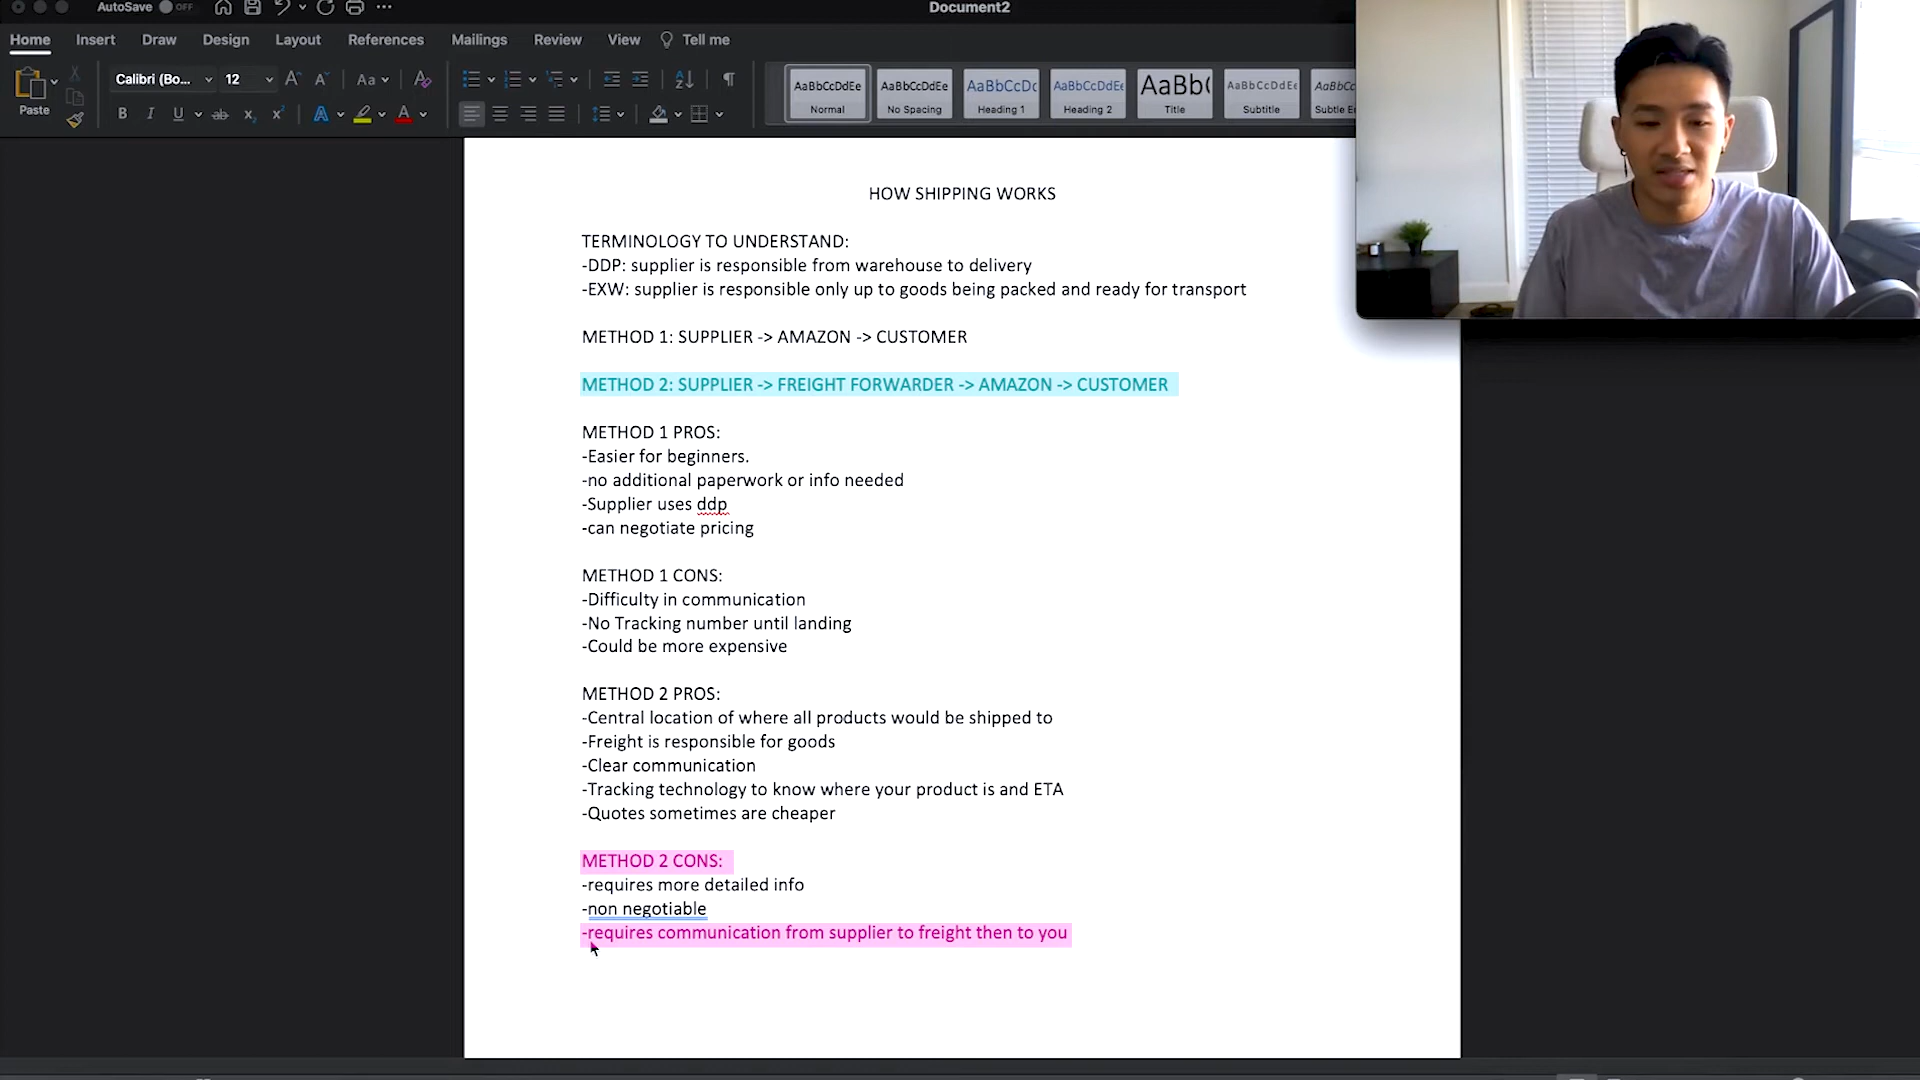 AutoSave OFF
Document2
Home Insert Draw Design Layout References Mailings Review View Tell me
Paste
Calibri (Bo... 12
AaBbCcDdEe AaBbCcDdEe AaBbCcDc AaBbCcDdEe AaBb( AaBbCcDdEe AaBbCcDdEe
Normal No Spacing Heading 1 Heading 2 Title Subtitle
HOW SHIPPING WORKS
TERMINOLOGY TO UNDERSTAND:
-DDP: supplier is responsible from warehouse to delivery
-EXW: supplier is responsible only up to goods being packed and ready for transport
METHOD 1: SUPPLIER -> AMAZON -> CUSTOMER
METHOD 2: SUPPLIER -> FREIGHT FORWARDER -> AMAZON -> CUSTOMER
METHOD 1 PROS:
-Easier for beginners.
-no additional paperwork or info needed
-Supplier uses ddp
-can negotiate pricing
METHOD 1 CONS:
-Difficulty in communication
-No Tracking number until landing
-Could be more expensive
METHOD 2 PROS:
-Central location of where all products would be shipped to
-Freight is responsible for goods
-Clear communication
-Tracking technology to know where your product is and ETA
-Quotes sometimes are cheaper
METHOD 2 CONS:
-requires more detailed info
-non negotiable
-requires communication from supplier to freight then to you